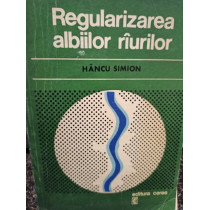 Regularizarea
albiilor rîurilor
HÂNCU SIMION
editura ceres